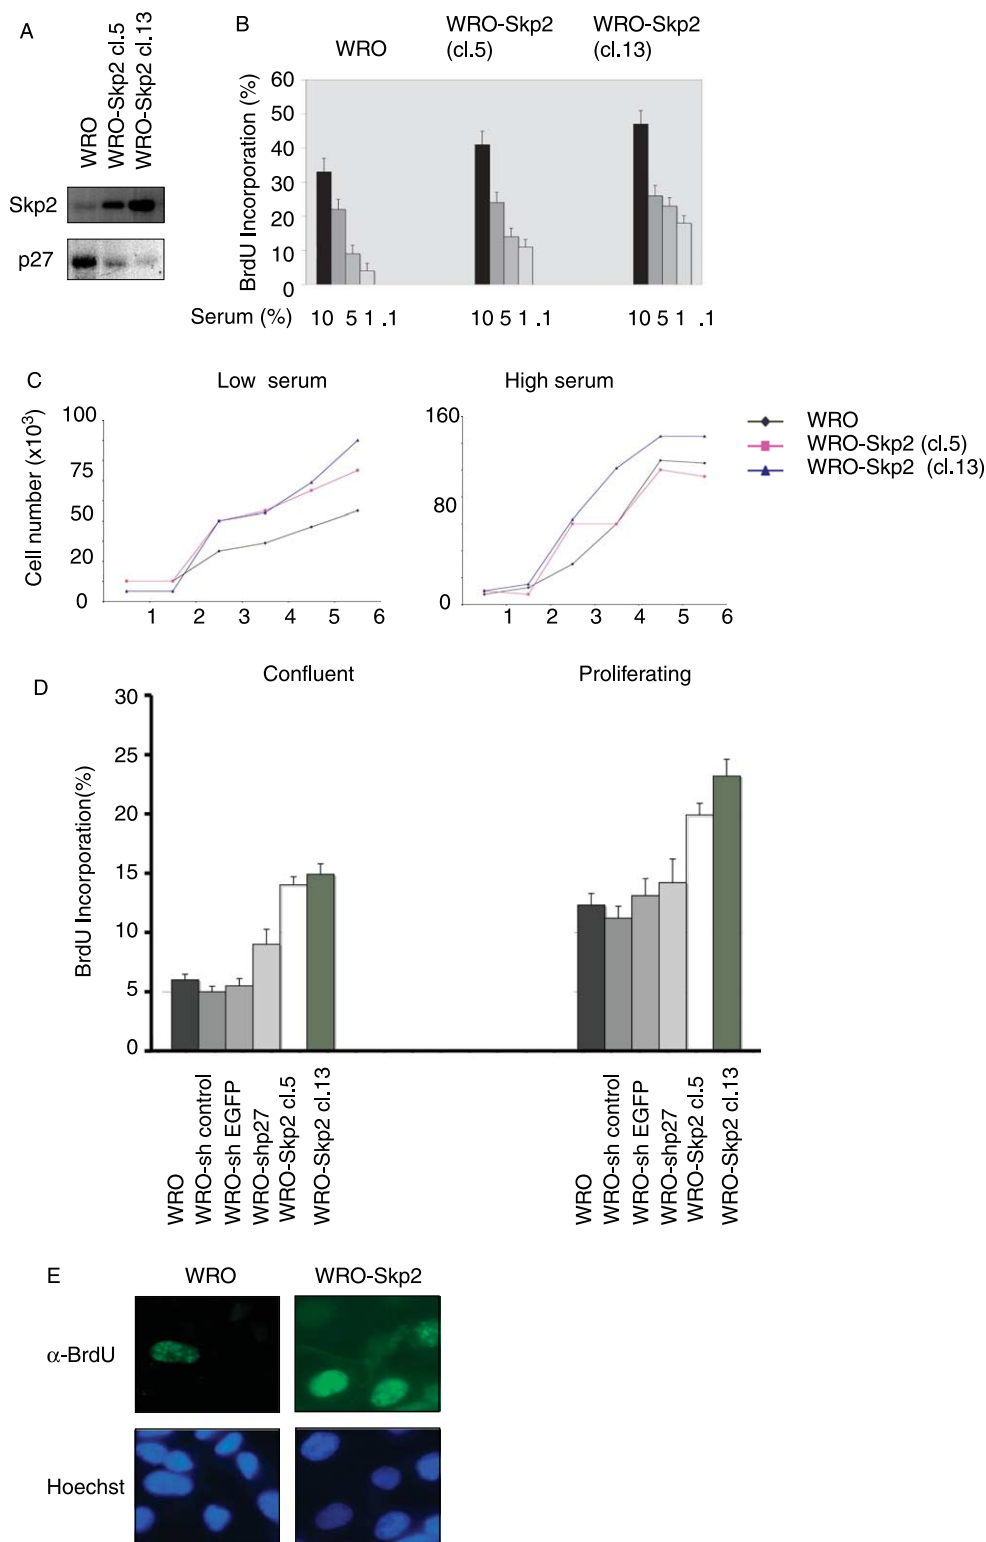 A
WRO
WRO-Skp2 cl.5
WRO-Skp2 cl.13
Skp2
p27
B
WRO
WRO-Skp2
(cl.5)
WRO-Skp2
(cl.13)
BrdU Incorporation (%)
60
50
40
30
20
10
0
Serum (%)
10 5 1 .1
10 5 1 .1
10 5 1 .1
C
Low serum
Cell number (x10³)
100
75
50
20
0
1 2 3 4 5 6
High serum
160
80
0
1 2 3 4 5 6
WRO
WRO-Skp2 (cl.5)
WRO-Skp2 (cl.13)
D
Confluent
Proliferating
BrdU Incorporation(%)
30
25
20
15
10
5
0
WRO
WRO-sh control
WRO-sh EGFP
WRO-shp27
WRO-Skp2 cl.5
WRO-Skp2 cl.13
WRO
WRO-sh control
WRO-sh EGFP
WRO-shp27
WRO-Skp2 cl.5
WRO-Skp2 cl.13
E
WRO
WRO-Skp2
α-BrdU
Hoechst